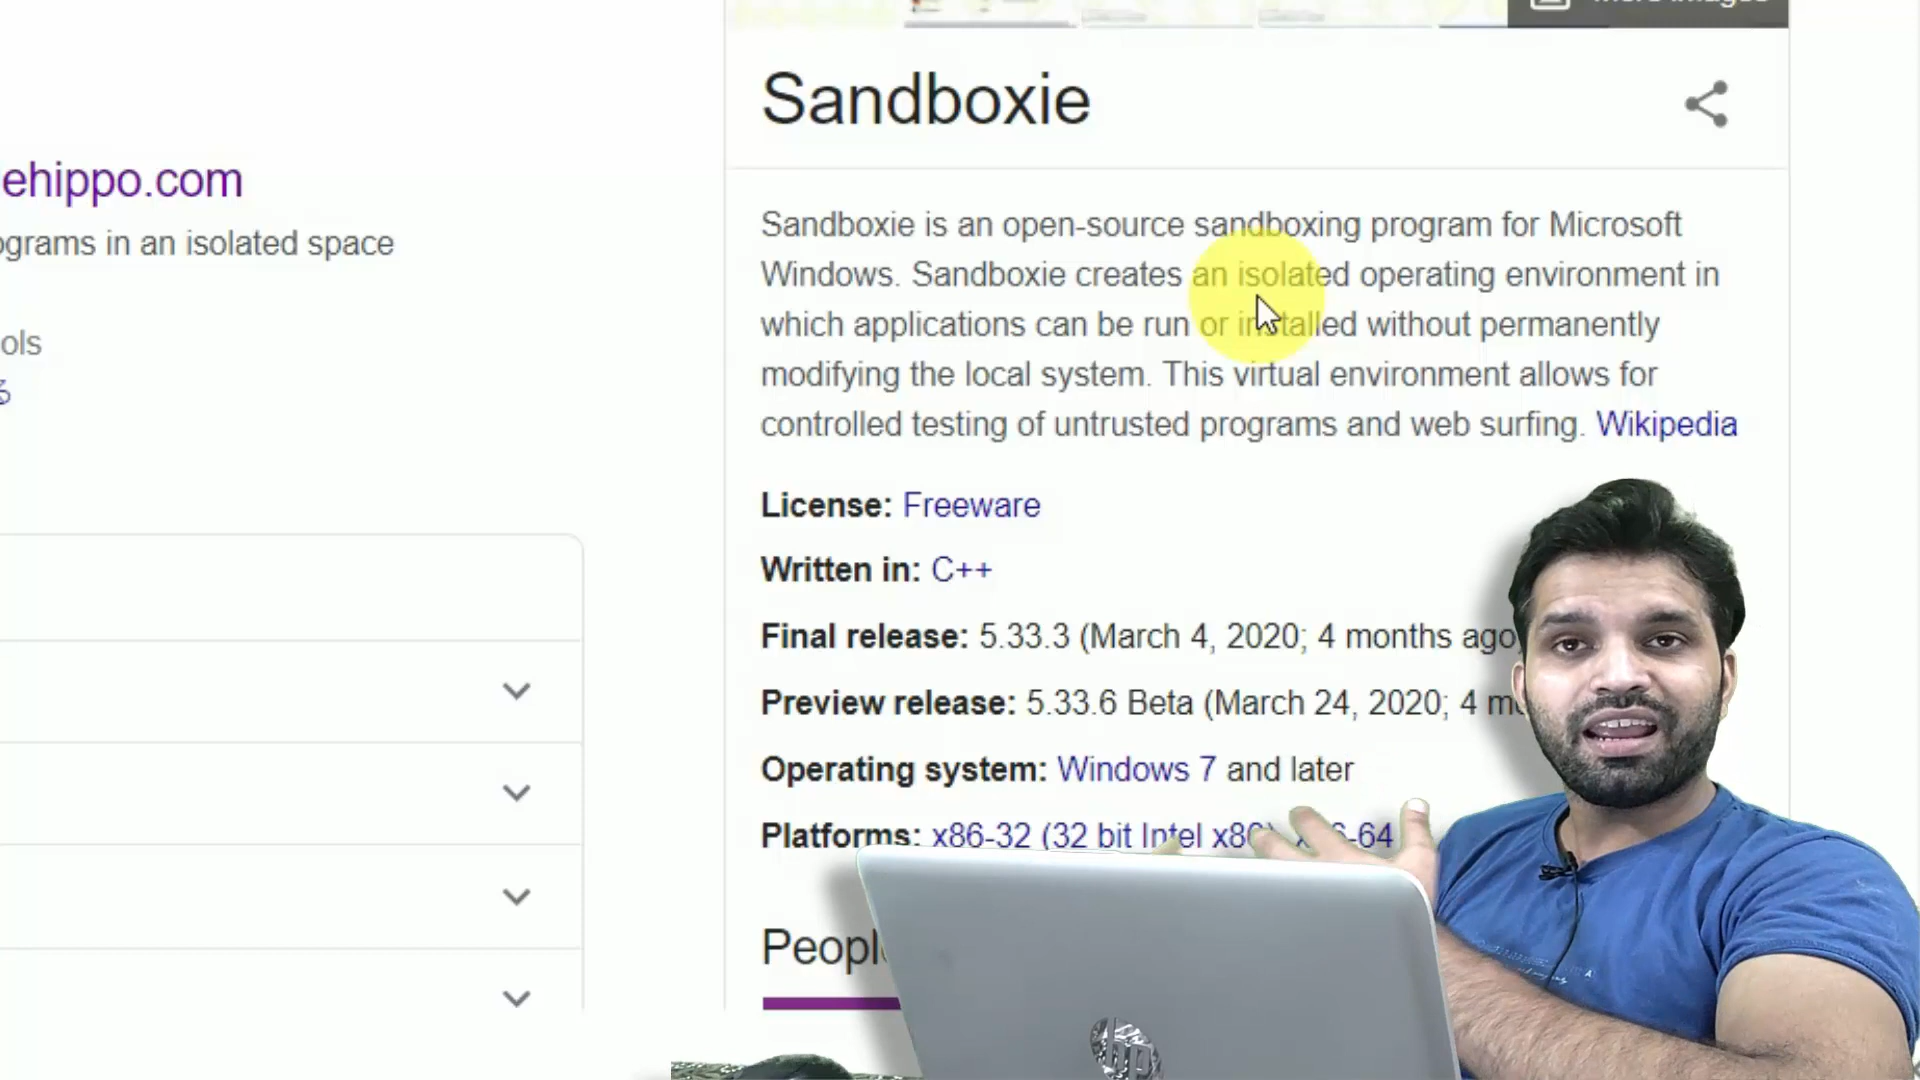 Sandboxie
ehippo.com
ograms in an isolated space
ols
Sandboxie is an open-source sandboxing program for Microsoft
Windows. Sandboxie creates an isolated operating environment in
which applications can be run or installed without permanently
modifying the local system. This virtual environment allows for
controlled testing of untrusted programs and web surfing. Wikipedia
License: Freeware
Written in: C++
Final release: 5.33.3 (March 4, 2020; 4 months ago
Preview release: 5.33.6 Beta (March 24, 2020; 4 mo
Operating system: Windows 7 and later
Platforms: x86-32 (32 bit Intel x86), x86-64
Peopl
hp